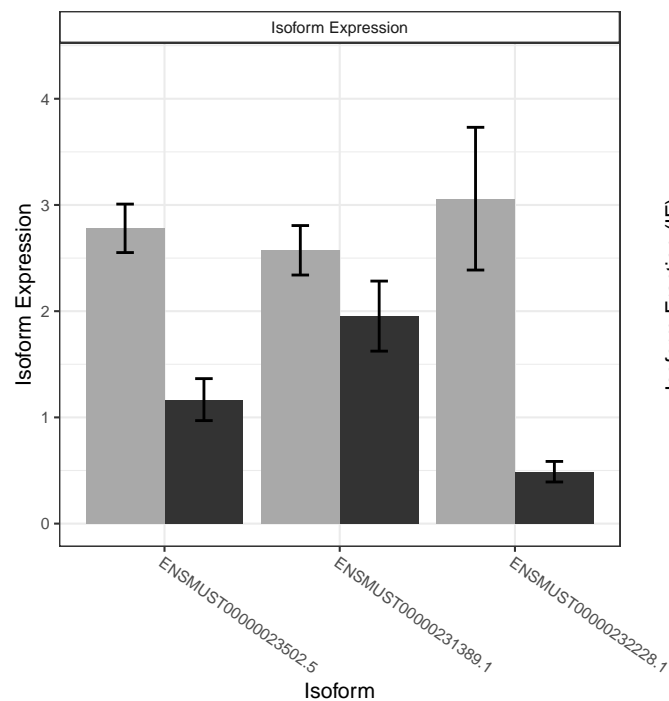 Isoform Expression
4
3
2
1
0
Isoform Expression
ENSMUST00000023502.5
ENSMUST00000231389.1
ENSMUST00000232228.1
Isoform